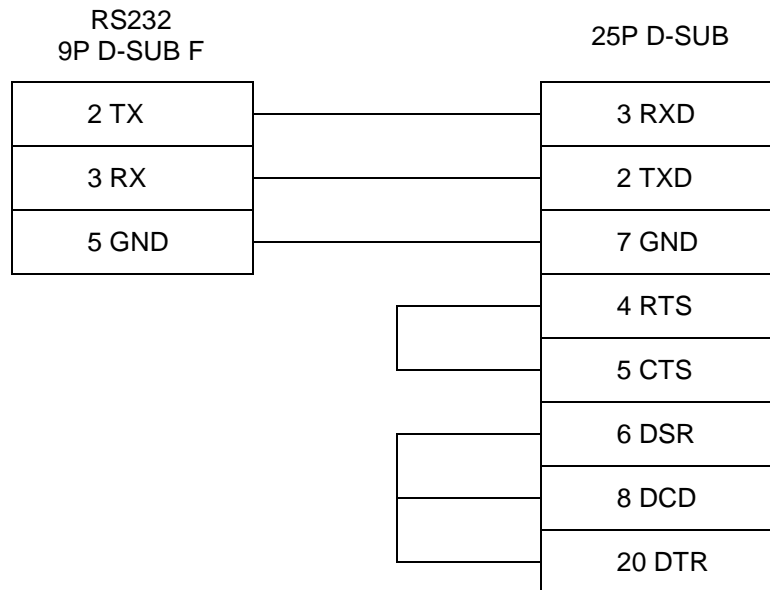 RS232
9P D-SUB F
25P D-SUB
2 TX
3 RXD
3 RX
2 TXD
5 GND
7 GND
4 RTS
5 CTS
6 DSR
8 DCD
20 DTR